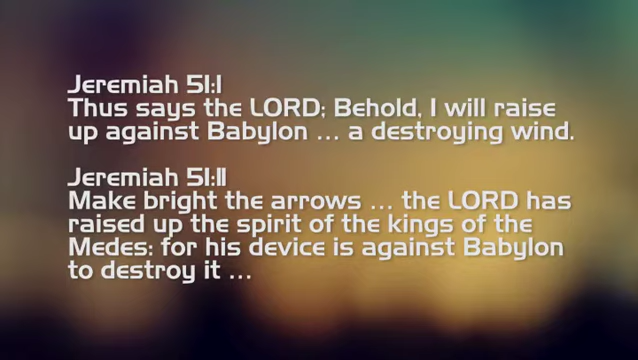 Jeremiah 51:1
Thus says the LORD; Behold, I will raise
up against Babylon … a destroying wind.
Jeremiah 51:11
Make bright the arrows … the LORD has
raised up the spirit of the kings of the
Medes: for his device is against Babylon
to destroy it …